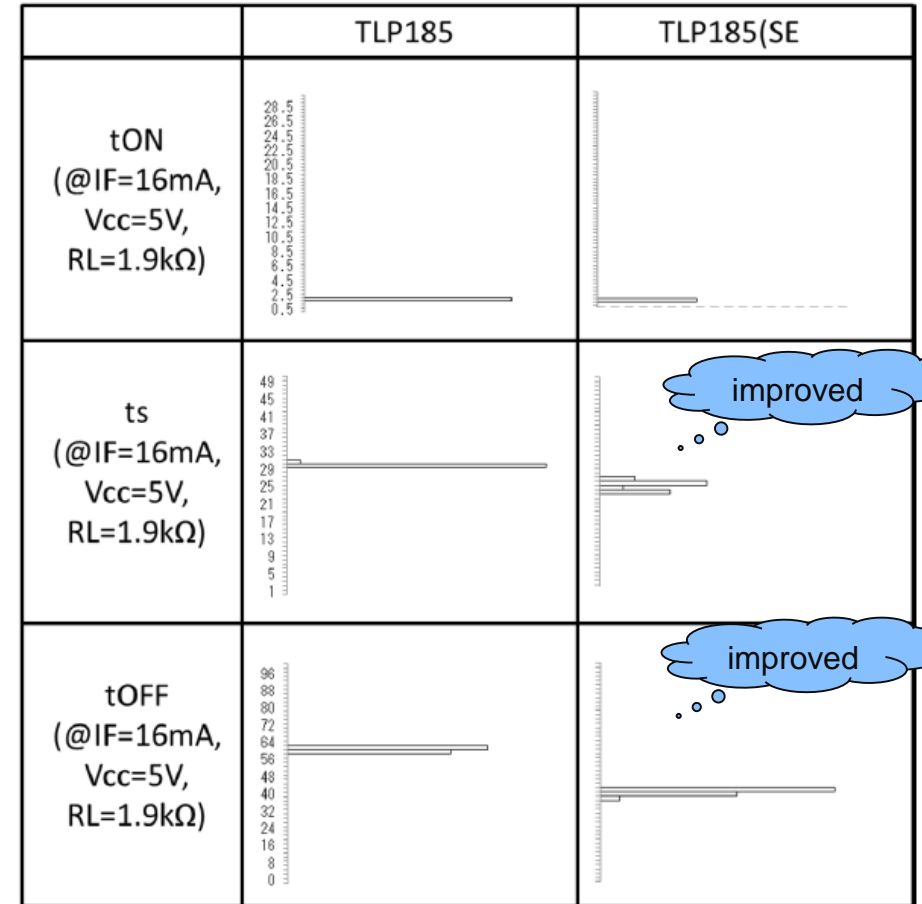 TLP185
TLP185(SE
tON
(@IF=16mA,
Vcc=5V,
RL=1.9kΩ)
28.5
26.5
24.5
22.5
20.5
18.5
16.5
14.5
12.5
10.5
8.5
6.5
4.5
2.5
0.5
ts
(@IF=16mA,
Vcc=5V,
RL=1.9kΩ)
49
45
41
37
33
29
25
21
17
13
9
5
1
improved
tOFF
(@IF=16mA,
Vcc=5V,
RL=1.9kΩ)
96
88
80
72
64
56
48
40
32
24
16
8
0
improved